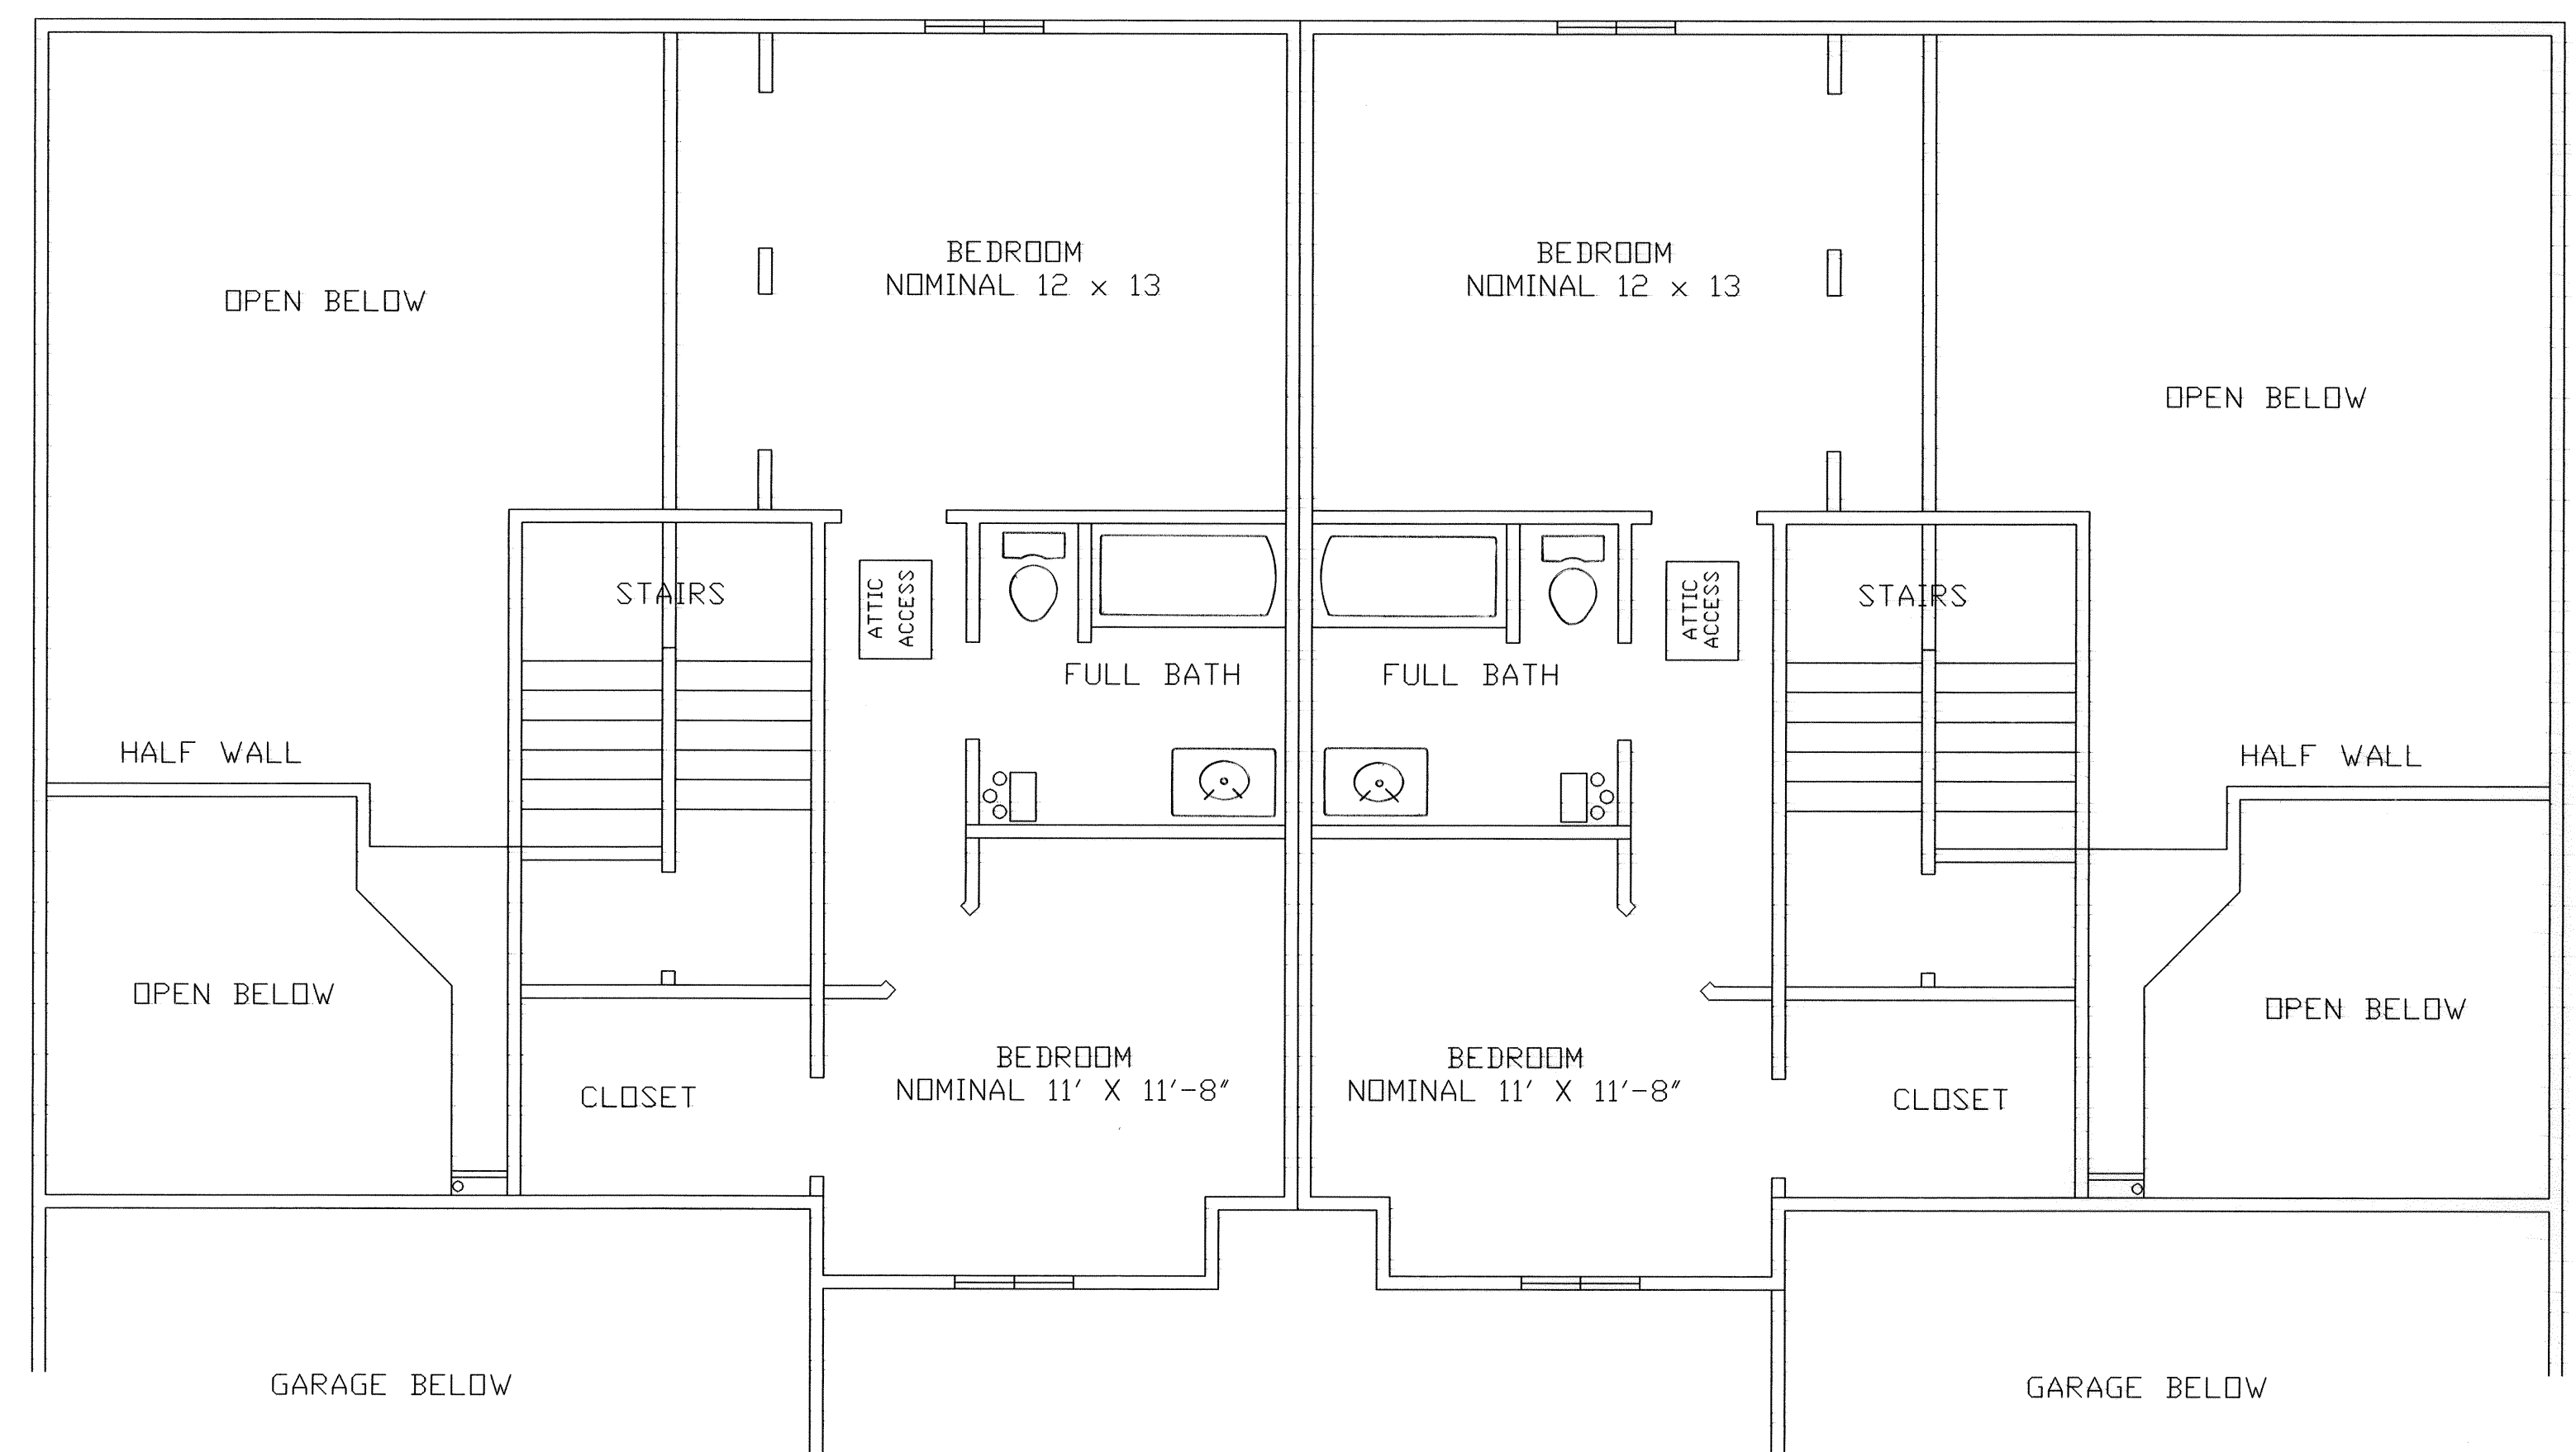 BEDROOM
NOMINAL 12 x 13
BEDROOM
NOMINAL 12 x 13
OPEN BELOW
OPEN BELOW
STAIRS
ATTIC
ACCESS
FULL BATH
FULL BATH
ATTIC
ACCESS
STAIRS
HALF WALL
HALF WALL
OPEN BELOW
OPEN BELOW
BEDROOM
NOMINAL 11' X 11'-8"
BEDROOM
NOMINAL 11' X 11'-8"
CLOSET
CLOSET
GARAGE BELOW
GARAGE BELOW